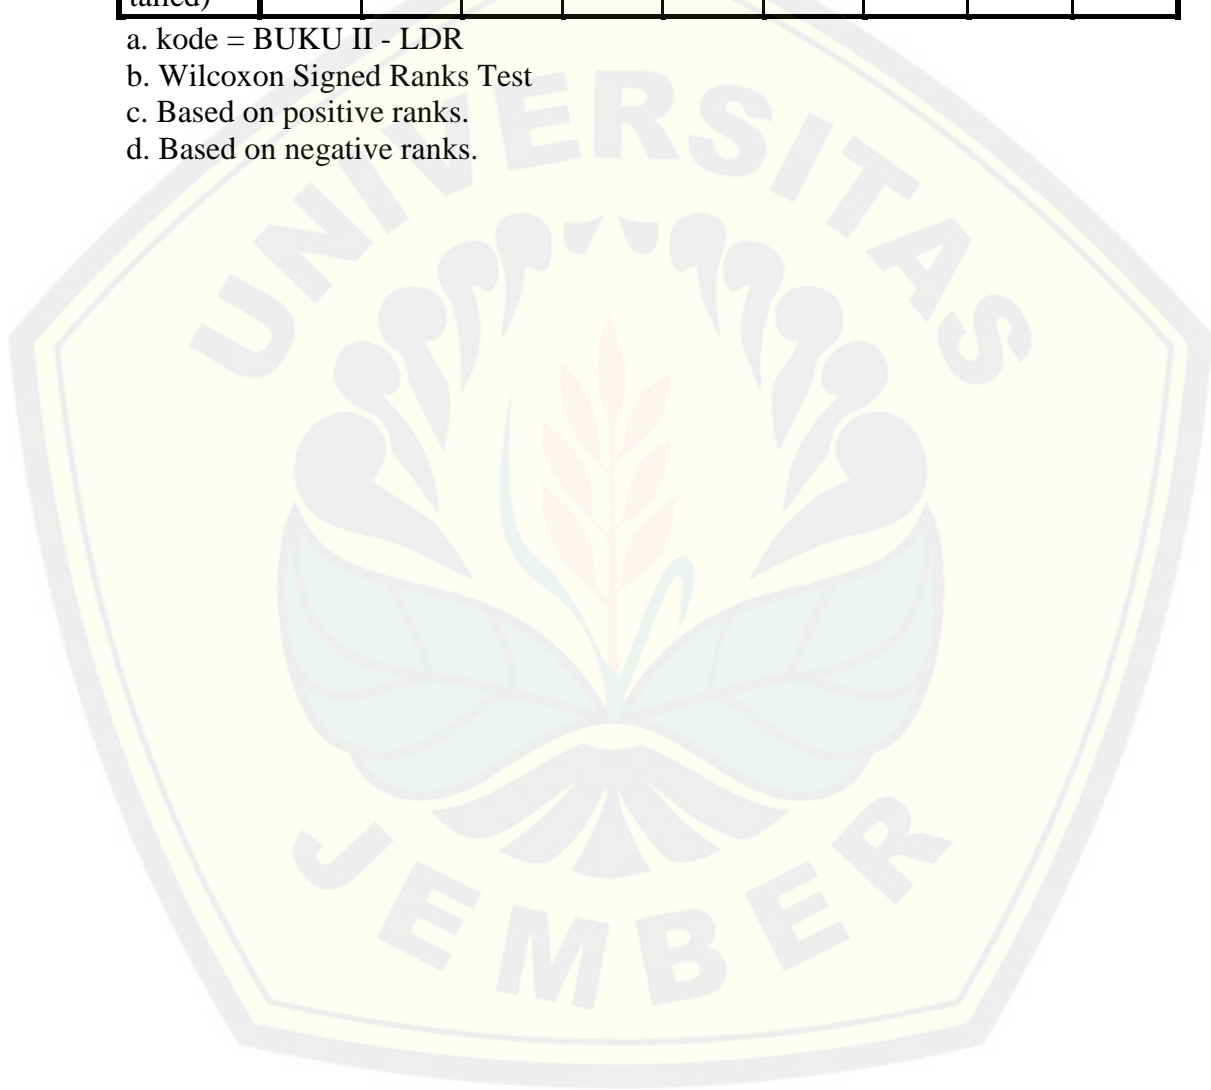 tailed)
a. kode = BUKU II - LDR
b. Wilcoxon Signed Ranks Test
c. Based on positive ranks.
d. Based on negative ranks.
UNIVERSITAS
JEMBER